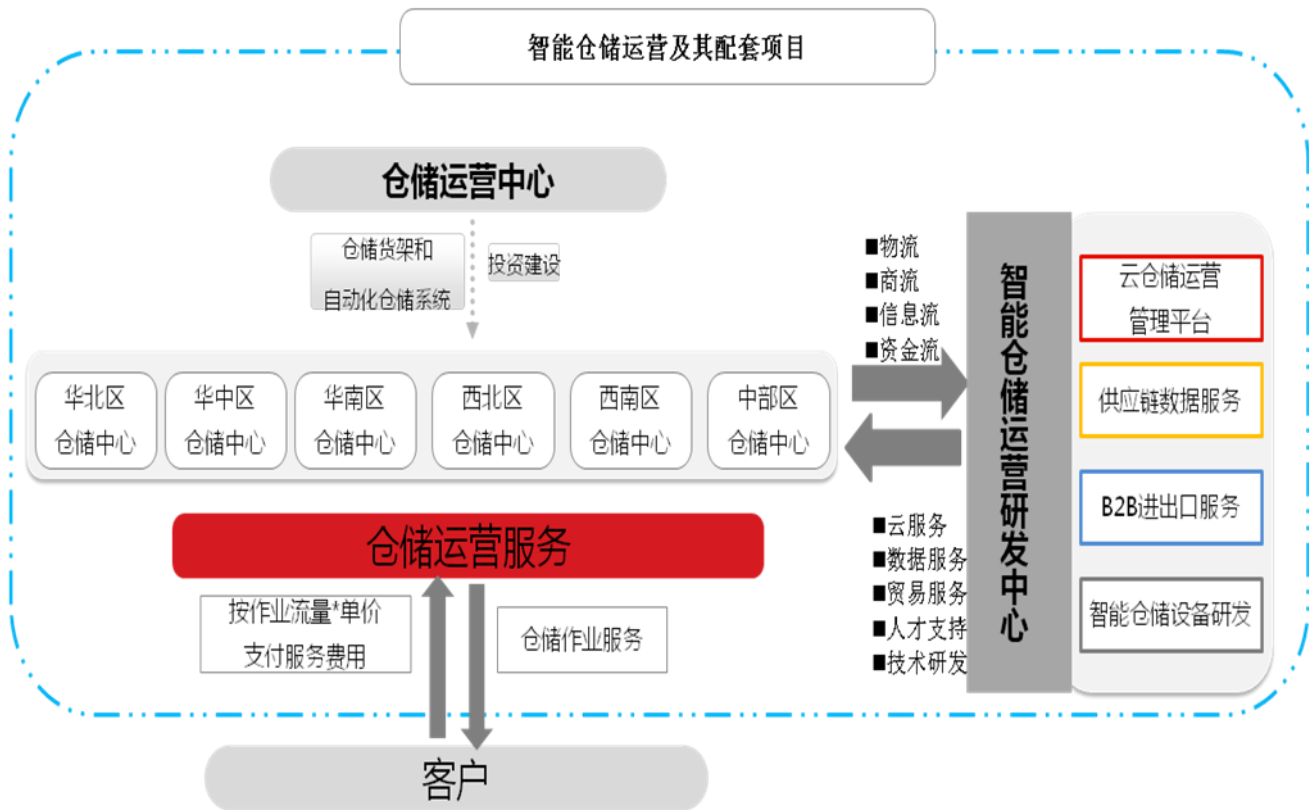 智能仓储运营及其配套项目
仓储运营中心
仓储货架和
自动化仓储系统
投资建设
华北区
仓储中心
华中区
仓储中心
华南区
仓储中心
西北区
仓储中心
西南区
仓储中心
中部区
仓储中心
仓储运营服务
按作业流量*单价
支付服务费用
仓储作业服务
客户
■物流
■商流
■信息流
■资金流
■云服务
■数据服务
■贸易服务
■人才支持
■技术研发
智能仓储运营研发中心
云仓储运营
管理平台
供应链数据服务
B2B进出口服务
智能仓储设备研发